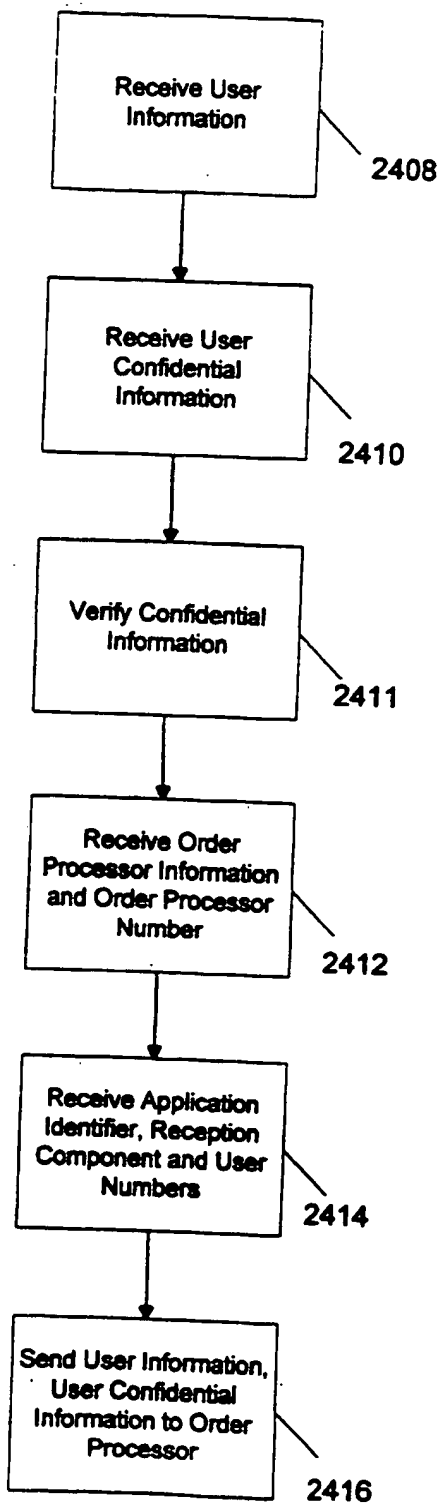 Receive User
Information
2408
Receive User
Confidential
Information
2410
Verify Confidential
Information
2411
Receive Order
Processor Information
and Order Processor
Number
2412
Receive Application
Identifier, Reception
Component and User
Numbers
2414
Send User Information,
User Confidential
Information to Order
Processor
2416